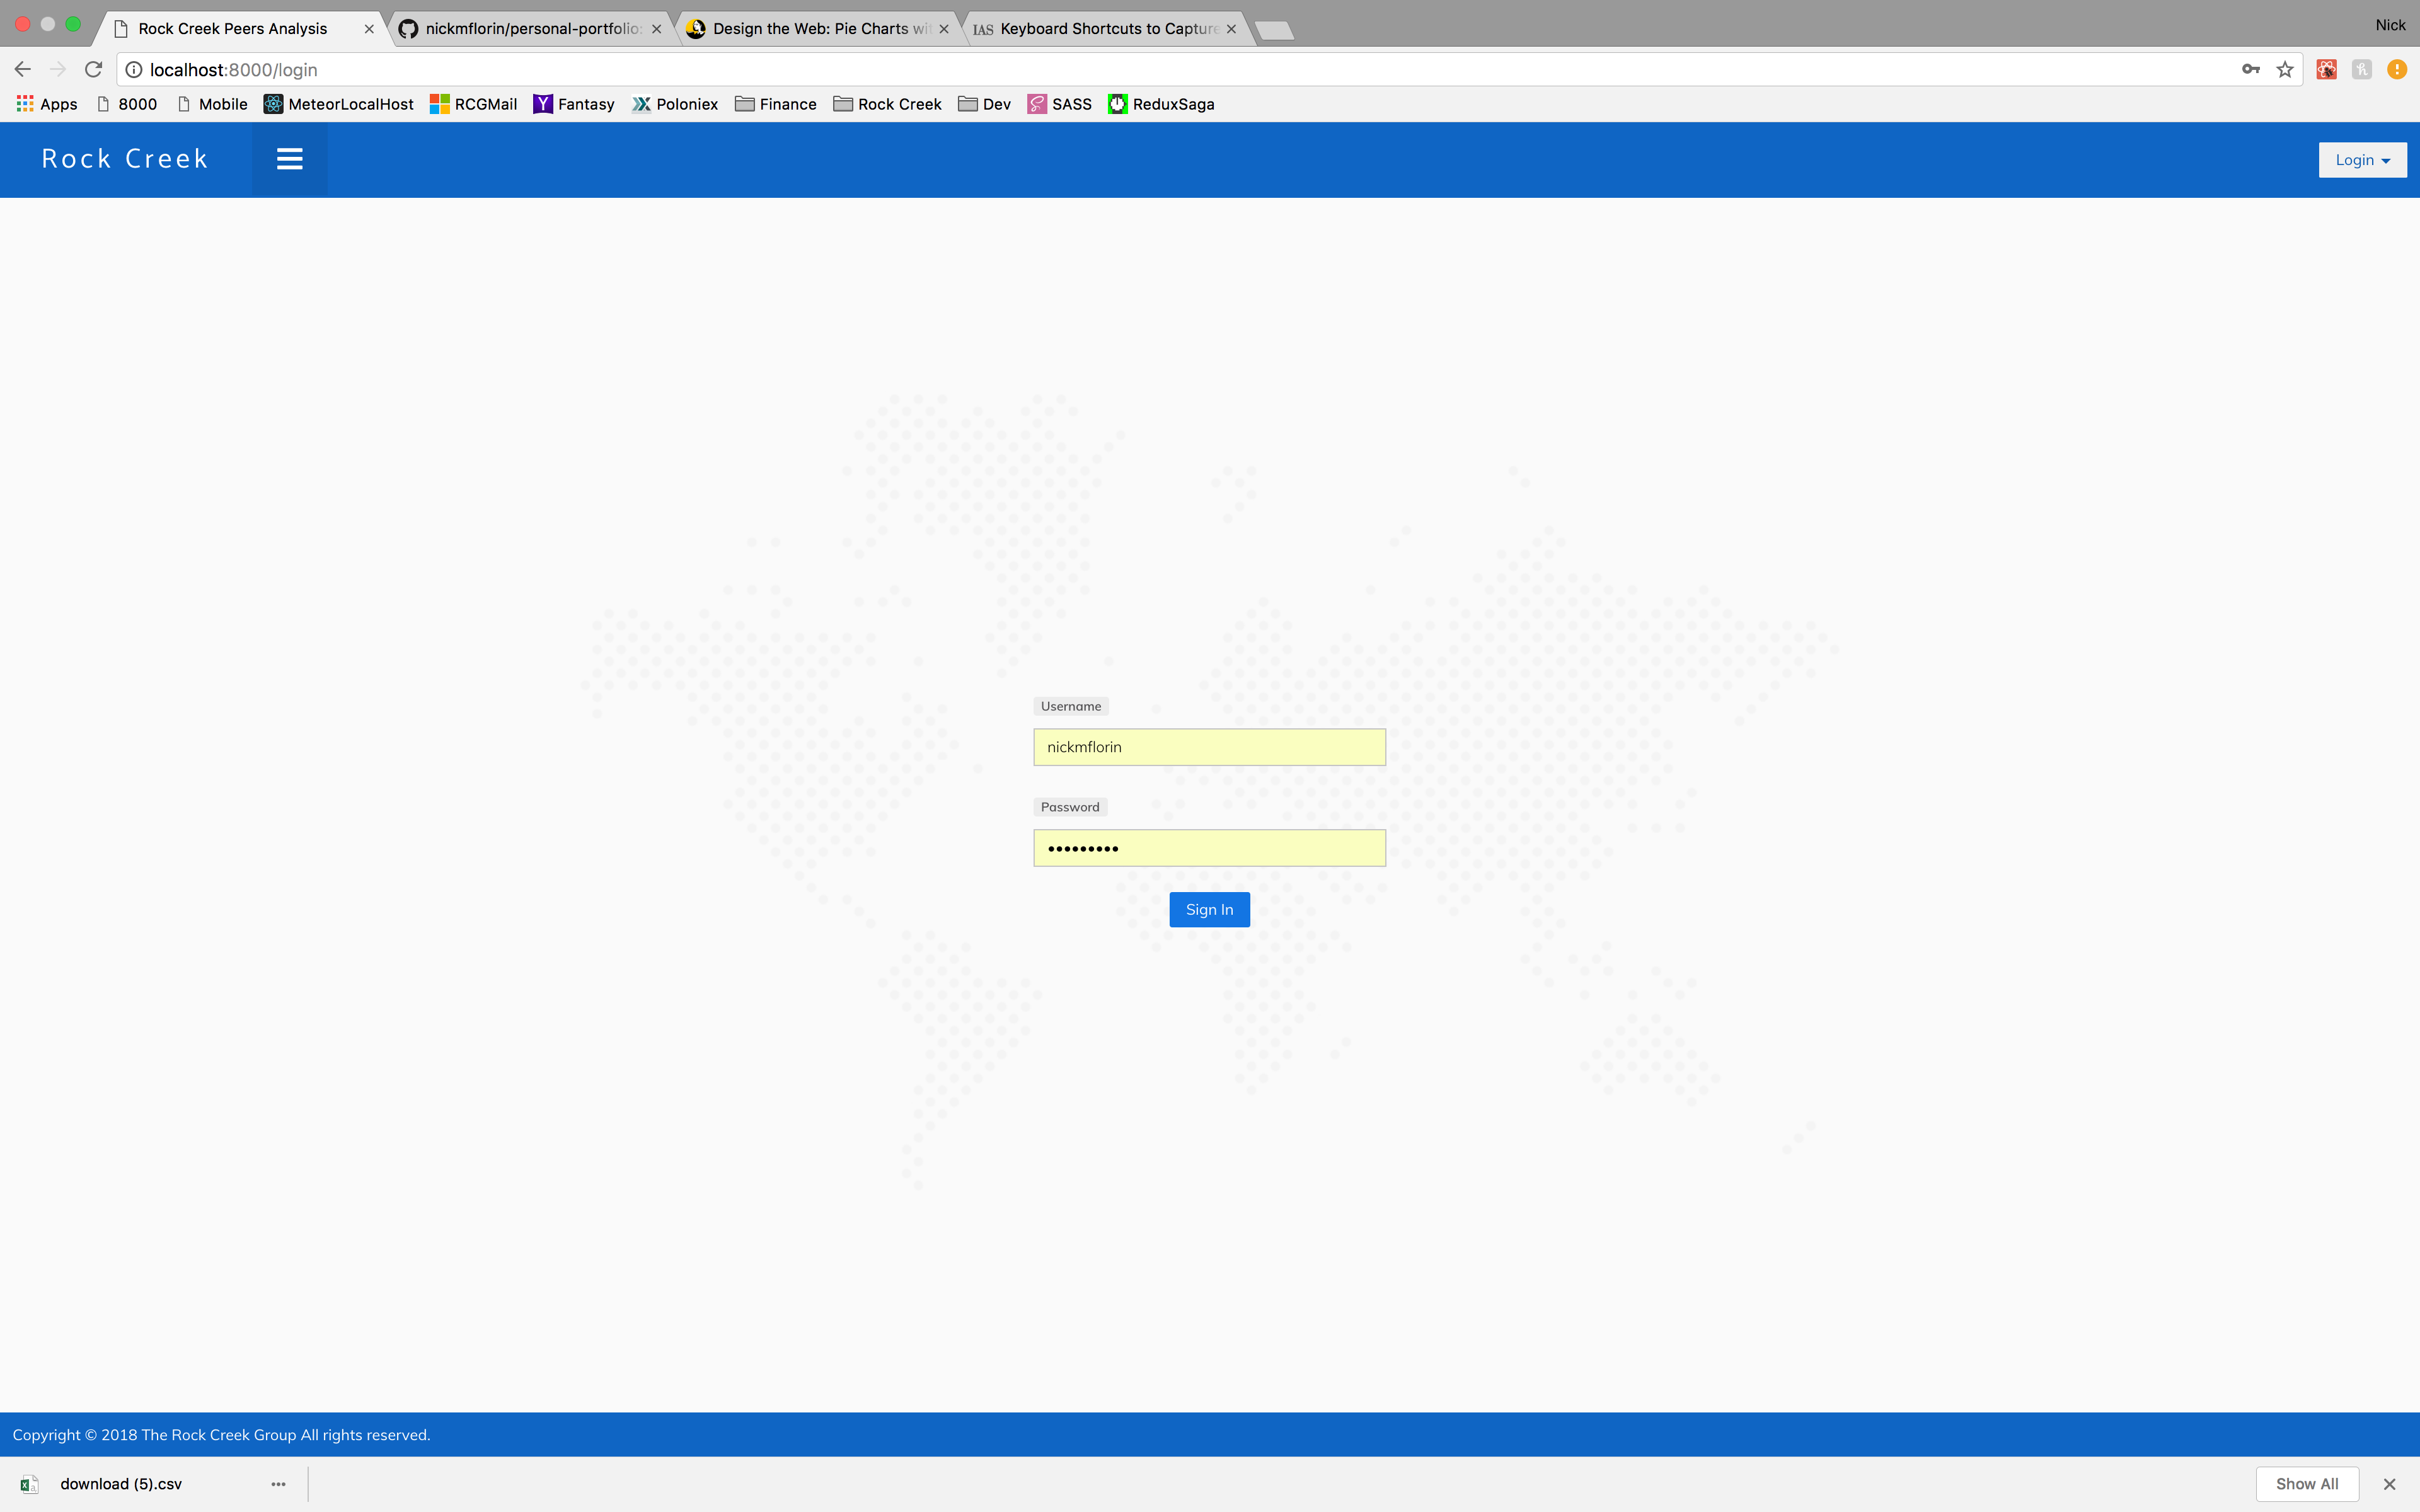 Rock Creek Peers Analysis
nickmflorin/personal-portfolio:
Design the Web: Pie Charts wit
IAS Keyboard Shortcuts to Capture
Nick
localhost:8000/login
Apps 8000 Mobile MeteorLocalHost RCGMail Fantasy Poloniex Finance Rock Creek Dev SASS ReduxSaga
Rock Creek
Login
Username
nickmflorin
Password
•••••••••
Sign In
Copyright © 2018 The Rock Creek Group All rights reserved.
download (5).csv
Show All